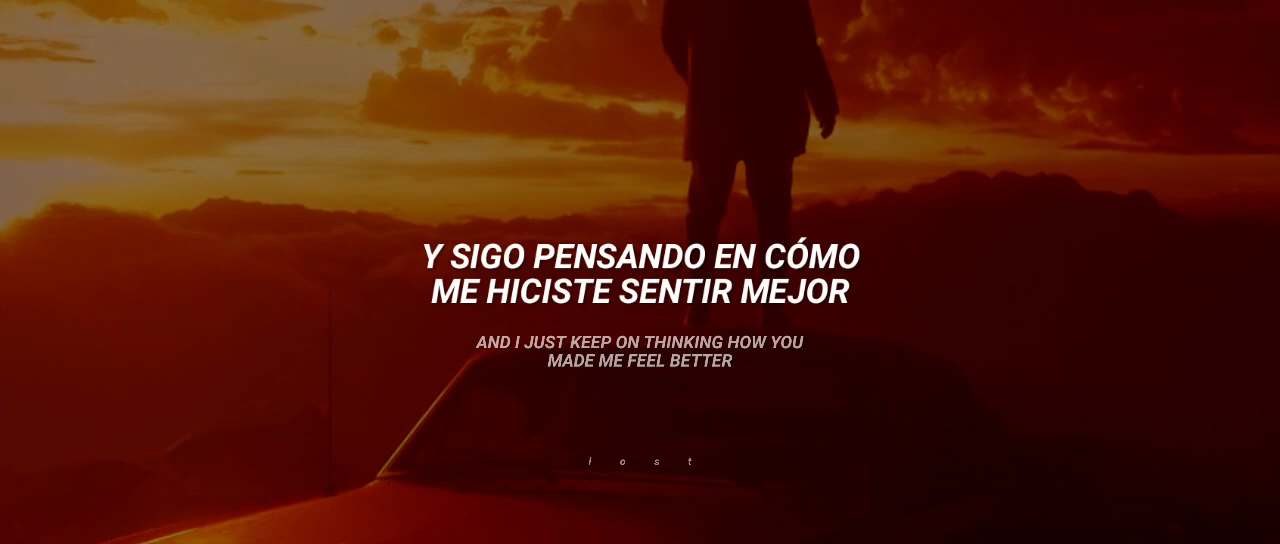 Y SIGO PENSANDO EN CÓMO
ME HICISTE SENTIR MEJOR
AND I JUST KEEP ON THINKING HOW YOU
MADE ME FEEL BETTER
l o s t